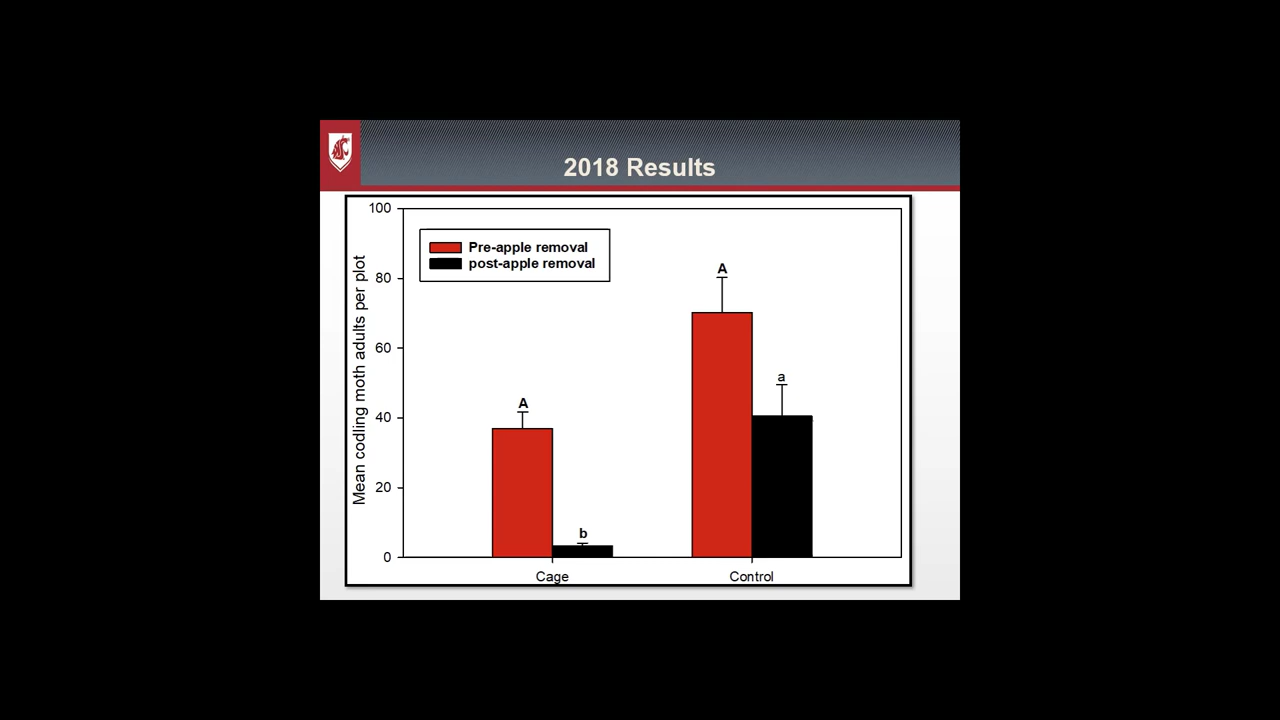 2018 Results
Mean codling moth adults per plot
100
80
60
40
20
0
Pre-apple removal
post-apple removal
A
b
A
a
Cage
Control